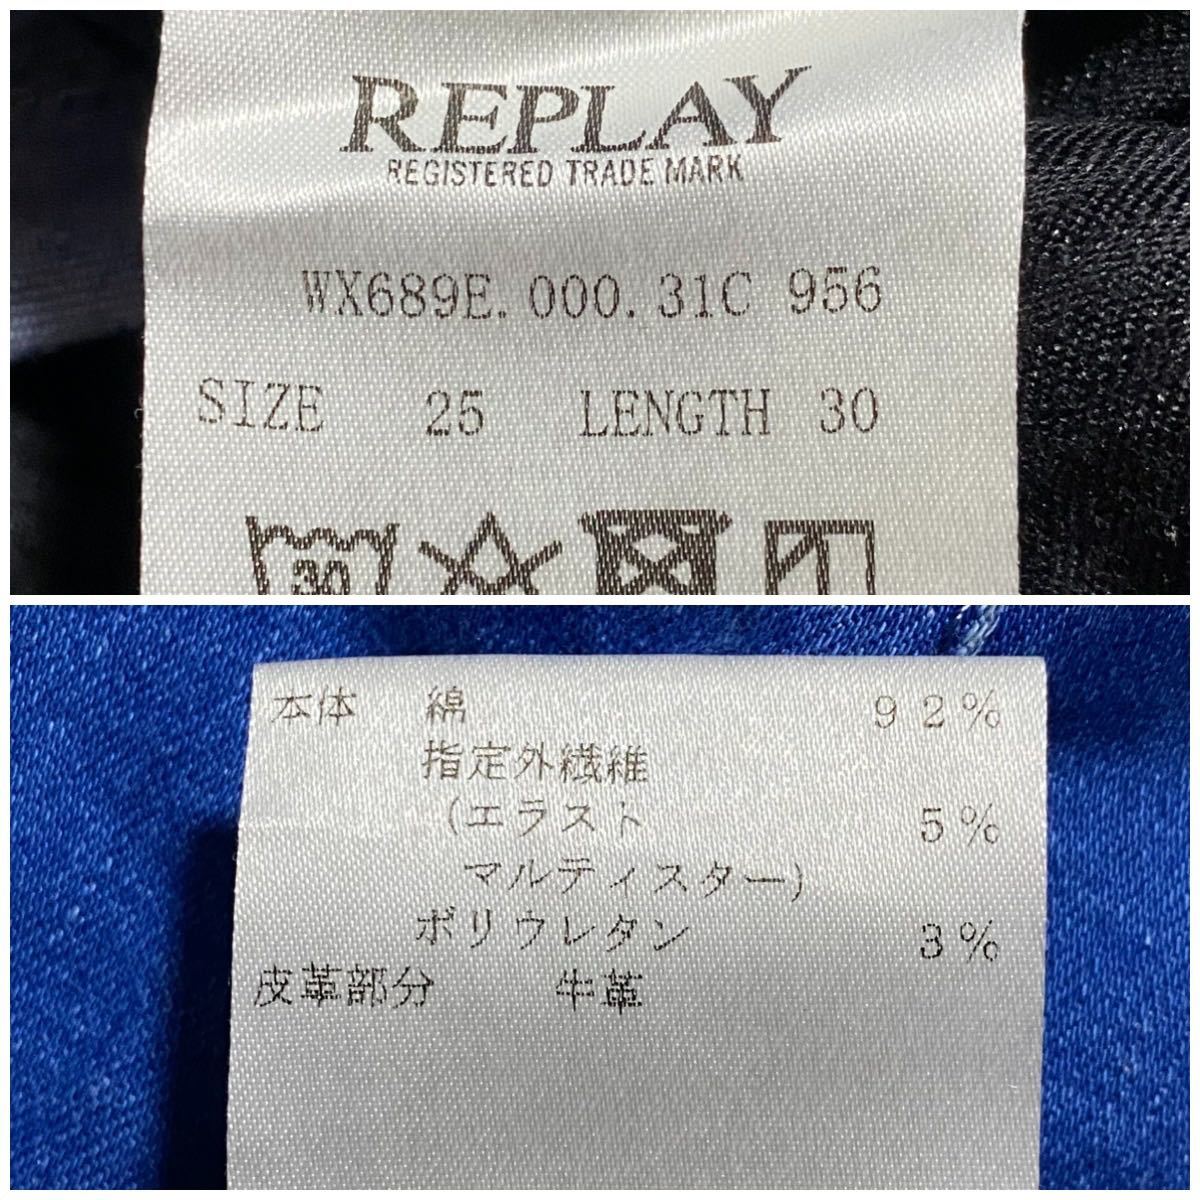 REPLAY
REGISTERED TRADE MARK
WX689E.000.31C 956
SIZE 25 LENGTH 30
30
本体 綿 92%
指定外繊維
(エラスト 5%
マルティスター)
ポリウレタン 3%
皮革部分 牛革